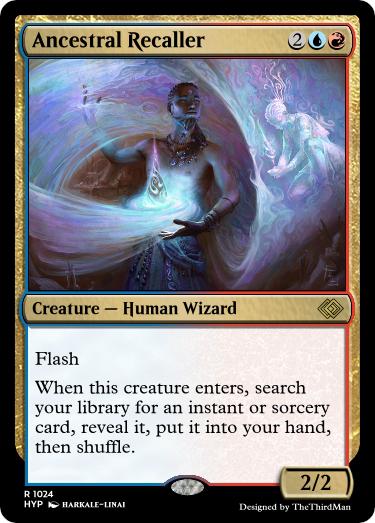 Ancestral Recaller 2
Creature — Human Wizard
Flash
When this creature enters, search
your library for an instant or sorcery
card, reveal it, put it into your hand,
then shuffle.
2/2
R 1024
HYP HARKALE-LINAI
Designed by TheThirdMan